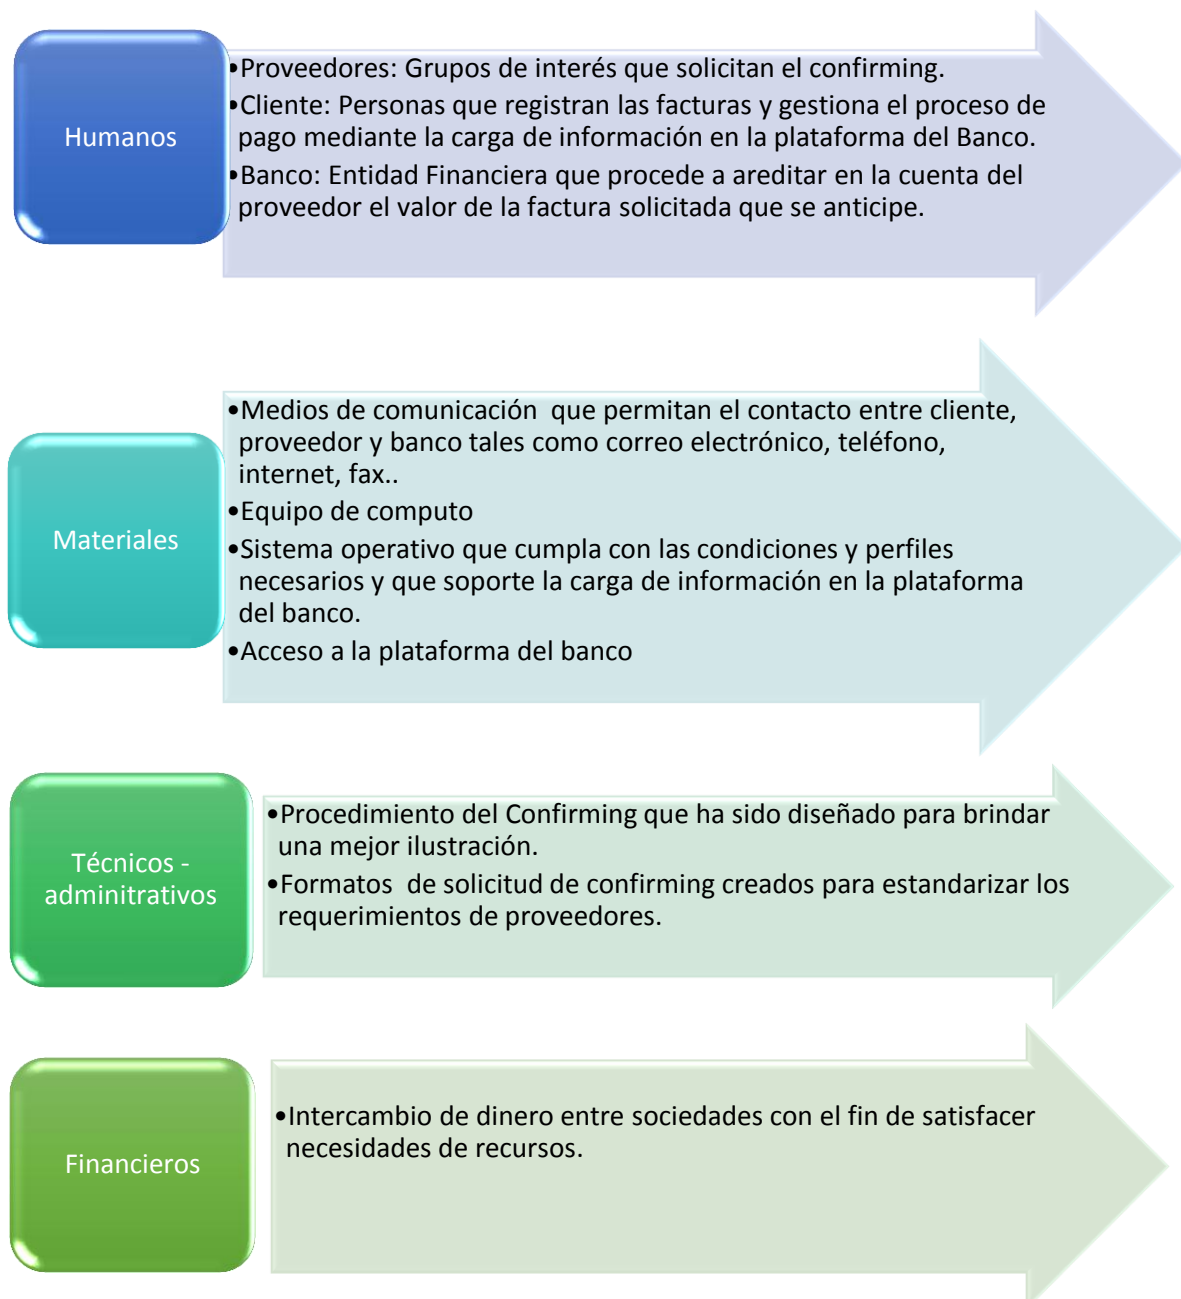 Humanos
•Proveedores: Grupos de interés que solicitan el confirming.
•Cliente: Personas que registran las facturas y gestiona el proceso de
pago mediante la carga de información en la plataforma del Banco.
•Banco: Entidad Financiera que procede a areditar en la cuenta del
proveedor el valor de la factura solicitada que se anticipe.
Materiales
•Medios de comunicación  que permitan el contacto entre cliente,
proveedor y banco tales como correo electrónico, teléfono,
internet, fax..
•Equipo de computo
•Sistema operativo que cumpla con las condiciones y perfiles
necesarios y que soporte la carga de información en la plataforma
del banco.
•Acceso a la plataforma del banco
Técnicos -
adminitrativos
•Procedimiento del Confirming que ha sido diseñado para brindar
una mejor ilustración.
•Formatos  de solicitud de confirming creados para estandarizar los
requerimientos de proveedores.
Financieros
•Intercambio de dinero entre sociedades con el fin de satisfacer
necesidades de recursos.